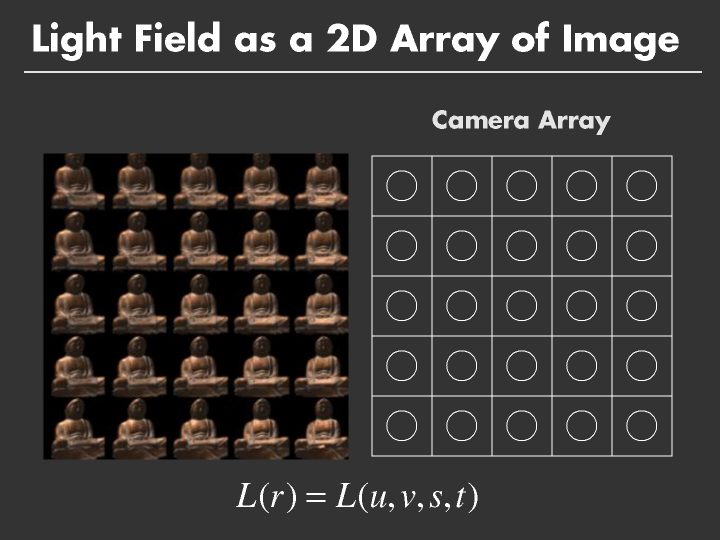 Light Field as a 2D Array of Image
Camera Array
L(r) = L(u, v, s, t)